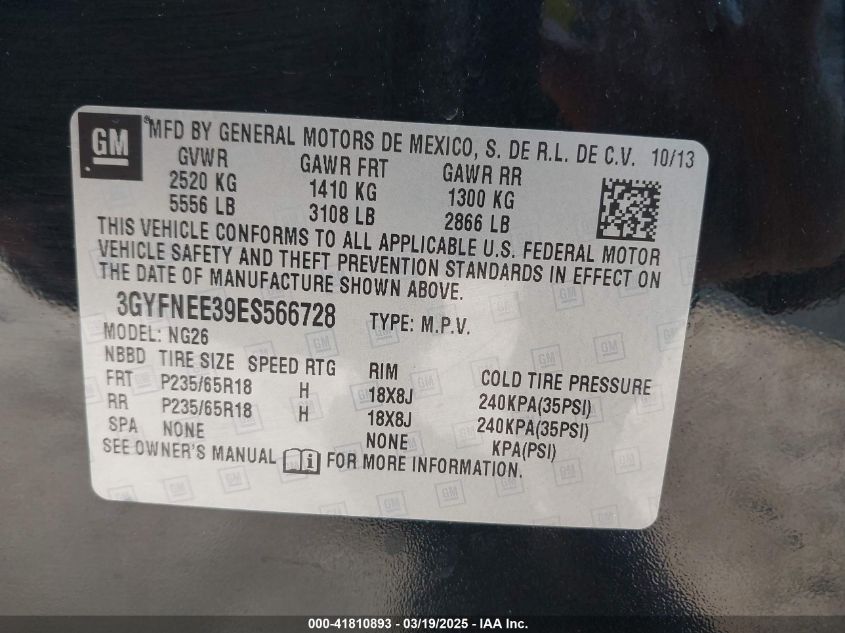 GM ® MFD BY GENERAL MOTORS DE MEXICO, S. DE R.L. DE C.V. 10/13
GVWR GAWR FRT GAWR RR
2520 KG 1410 KG 1300 KG
5556 LB 3108 LB 2866 LB
THIS VEHICLE CONFORMS TO ALL APPLICABLE U.S. FEDERAL MOTOR
VEHICLE SAFETY AND THEFT PREVENTION STANDARDS IN EFFECT ON
THE DATE OF MANUFACTURE SHOWN ABOVE.
3GYFNEE39ES566728 TYPE: M.P.V.
MODEL: NG26
NBBD TIRE SIZE SPEED RTG RIM COLD TIRE PRESSURE
FRT P235/65R18 H 18X8J 240KPA(35PSI)
RR P235/65R18 H 18X8J 240KPA(35PSI)
SPA NONE NONE KPA(PSI)
SEE OWNER'S MANUAL i FOR MORE INFORMATION.
000-41810893 - 03/19/2025 - IAA Inc.